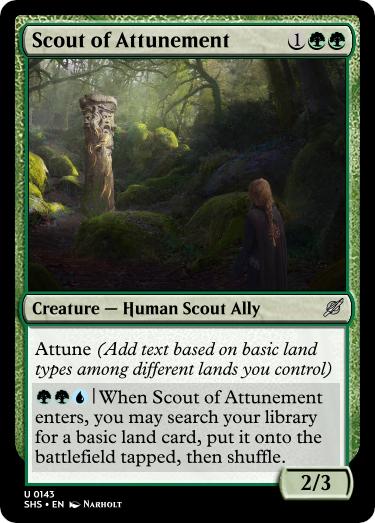 Scout of Attunement 1
Creature — Human Scout Ally
Attune (Add text based on basic land
types among different lands you control)
| When Scout of Attunement
enters, you may search your library
for a basic land card, put it onto the
battlefield tapped, then shuffle.
2/3
U 0143
SHS • EN Narholt